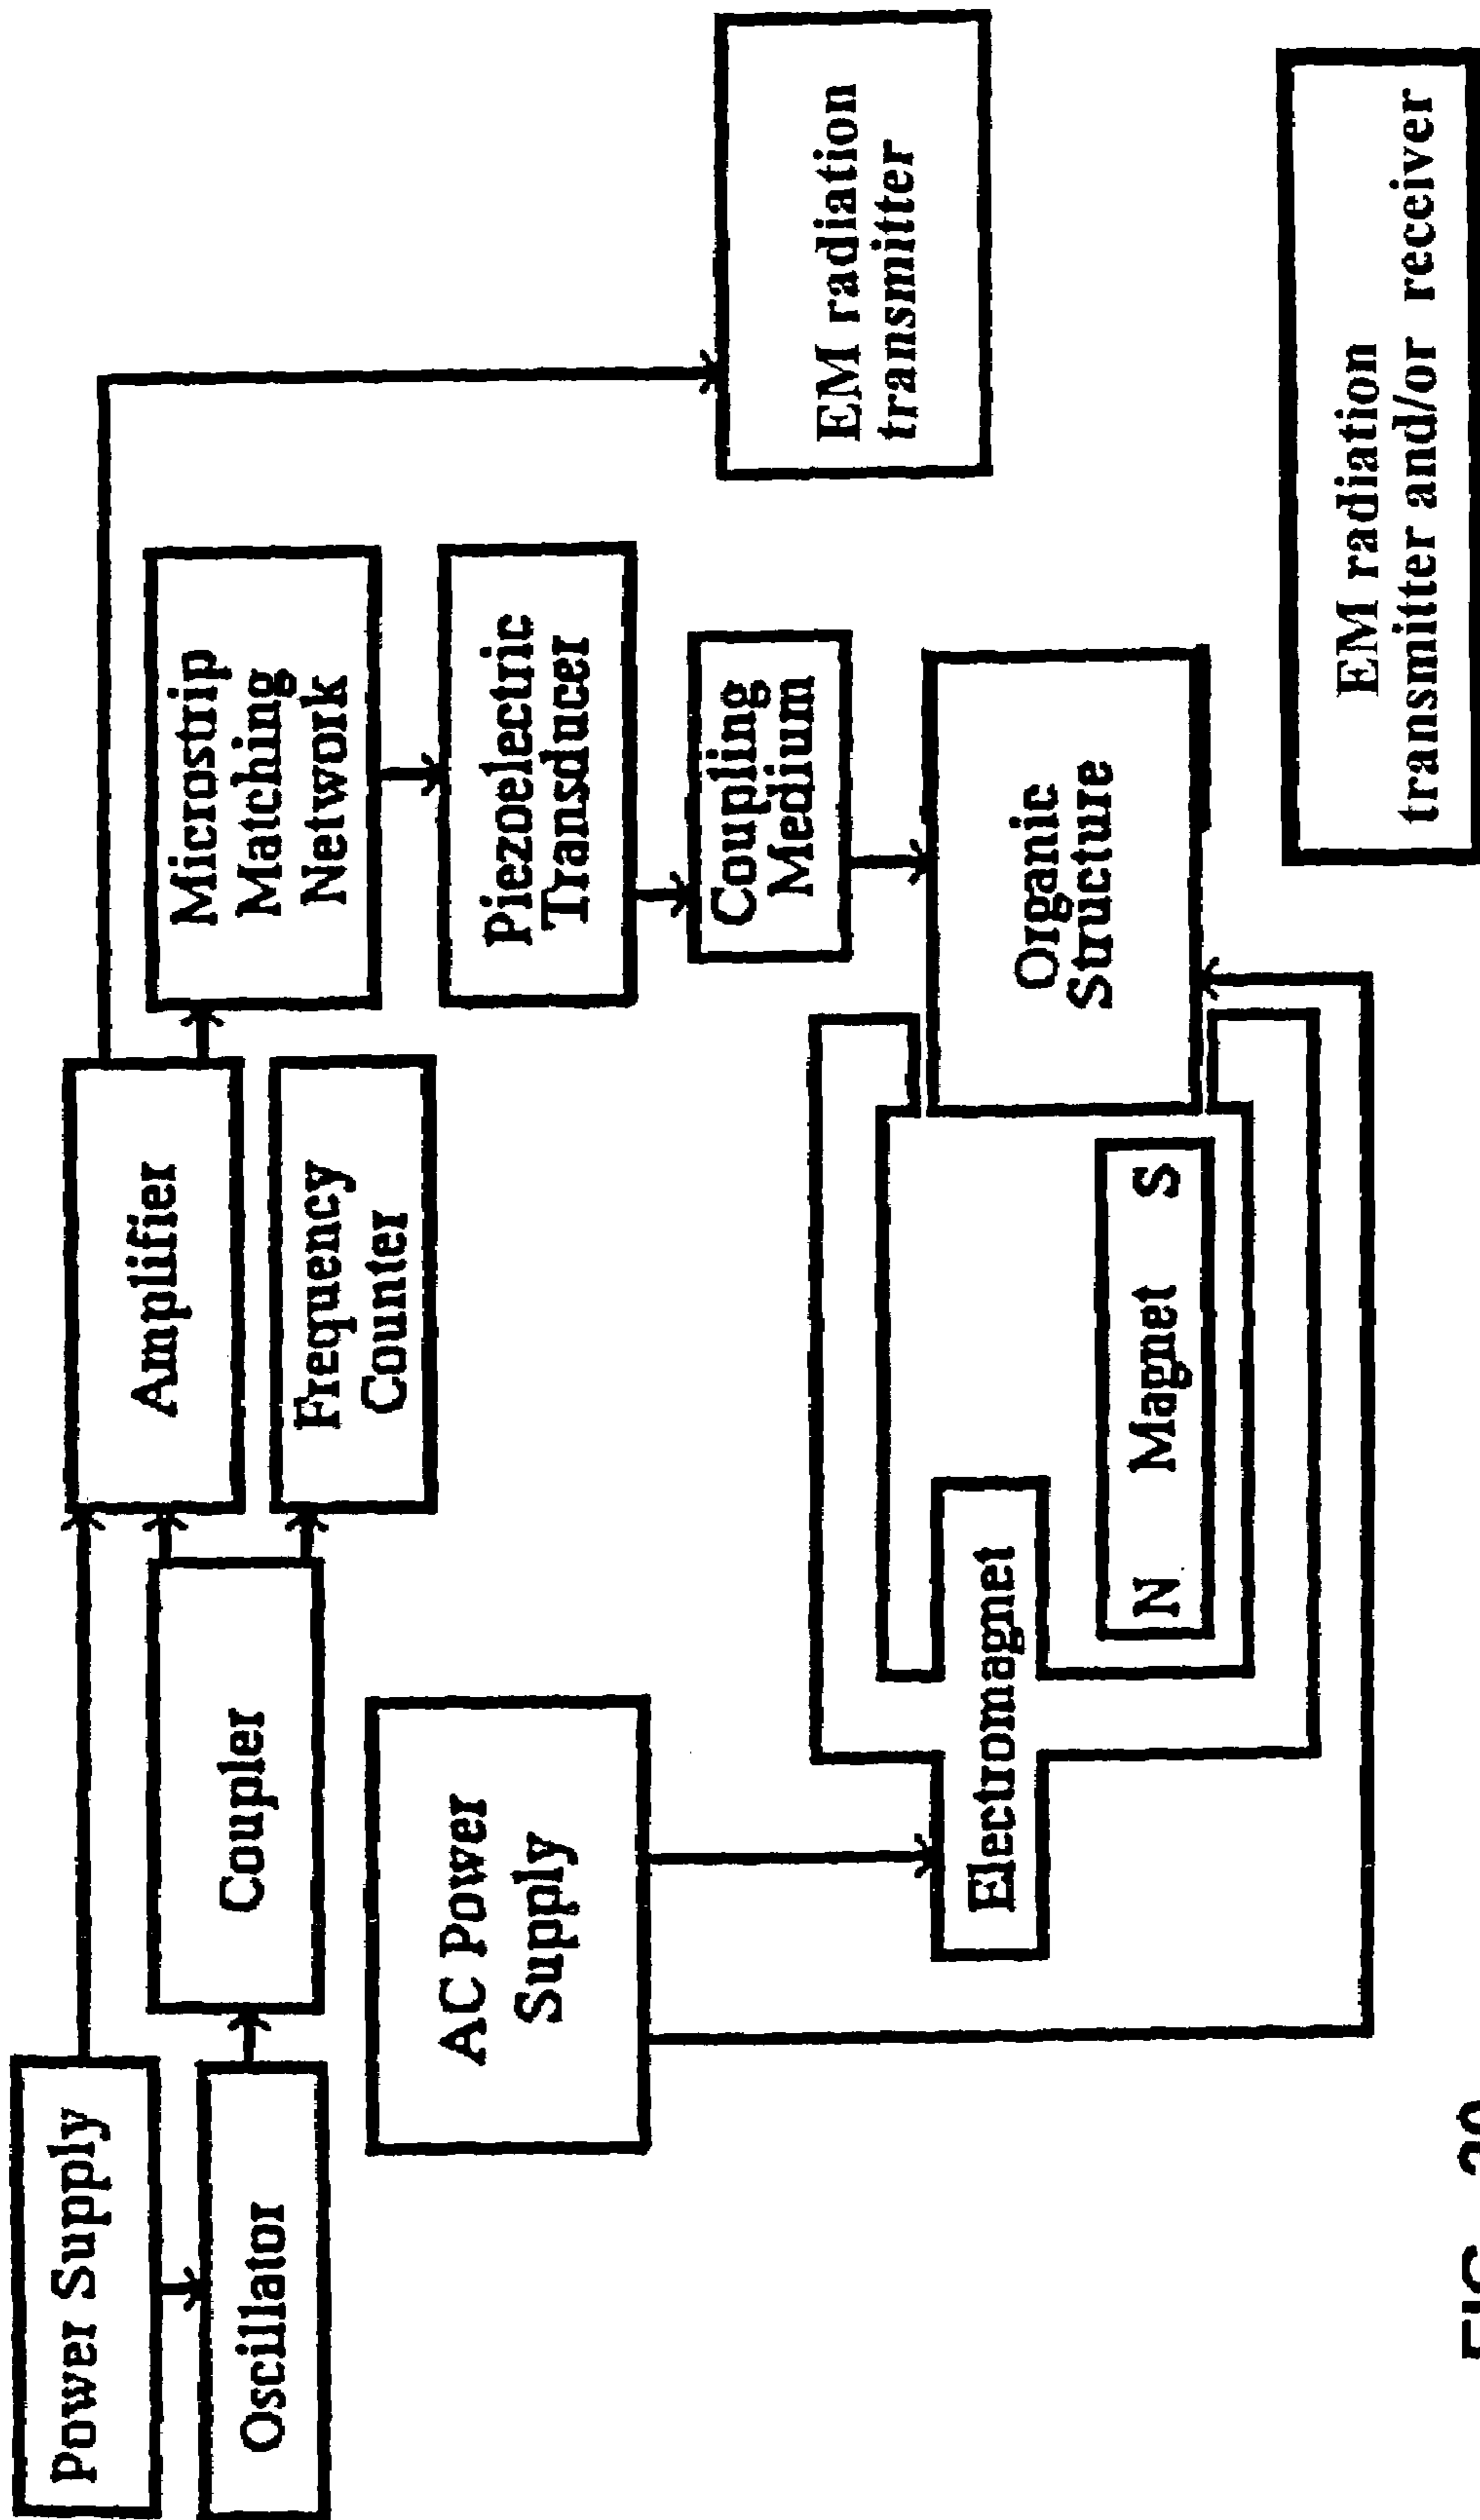 Power Supply
Oscillator
Coupler
Amplifier
Frequency
Counter
Microstrip
Matching
Network
AC Power
Supply
Piezoelectric
Transducer
Coupling
Medium
EM radiation
transmitter
Electromagnet
N Magnet S
Organic
Structure
EM radiation
transmitter and/or receiver